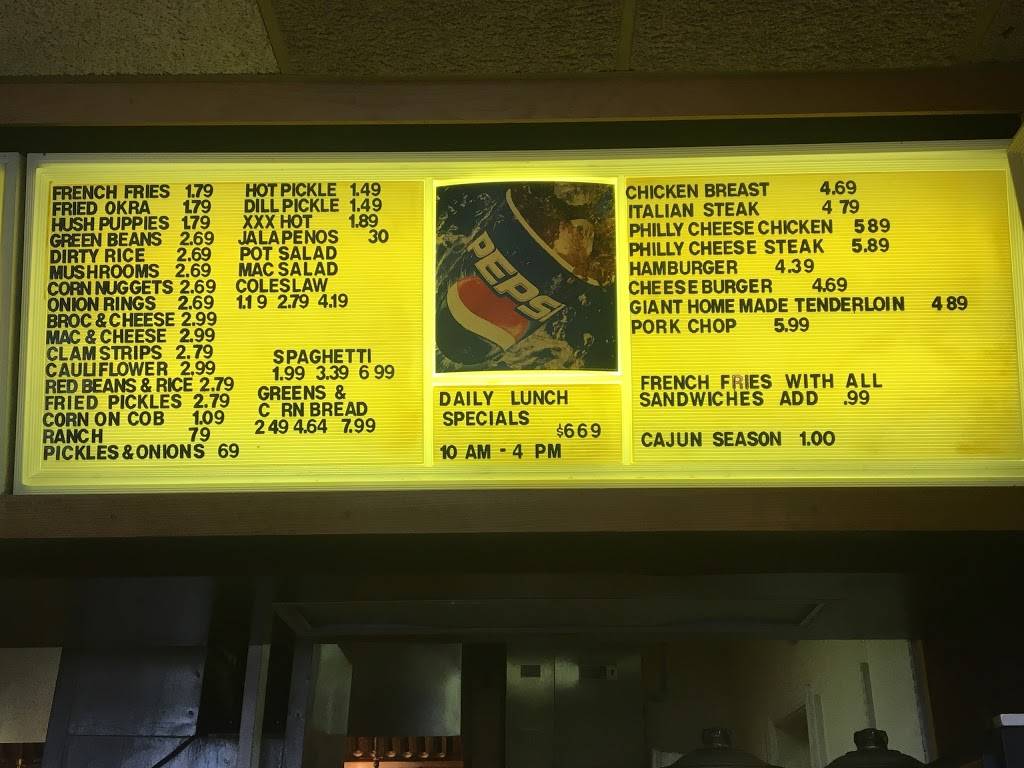 FRENCH FRIES 1.79
FRIED OKRA 1.79
HUSH PUPPIES 1.79
GREEN BEANS 2.69
DIRTY RICE 2.69
MUSHROOMS 2.69
CORN NUGGETS 2.69
ONION RINGS 2.69
BROC & CHEESE 2.99
MAC & CHEESE 2.99
CLAM STRIPS 2.79
CAULIFLOWER 2.99
RED BEANS & RICE 2.79
FRIED PICKLES 2.79
CORN ON COB 1.09
RANCH 79
PICKLES & ONIONS 69
HOT PICKLE 1.49
DILL PICKLE 1.49
XXX HOT 1.89
JALAPENOS 30
POT SALAD
MAC SALAD
COLESLAW
1.19 2.79 4.19
SPAGHETTI
1.99 3.39 6 99
GREENS &
C RN BREAD
2 49 4.64 7.99
PEPSI
DAILY LUNCH
SPECIALS
$669
10 AM - 4 PM
CHICKEN BREAST 4.69
ITALIAN STEAK 4 79
PHILLY CHEESE CHICKEN 5 89
PHILLY CHEESE STEAK 5.89
HAMBURGER 4.39
CHEESEBURGER 4.69
GIANT HOME MADE TENDERLOIN 4 89
PORK CHOP 5.99
FRENCH FRIES WITH ALL
SANDWICHES ADD .99
CAJUN SEASON 1.00